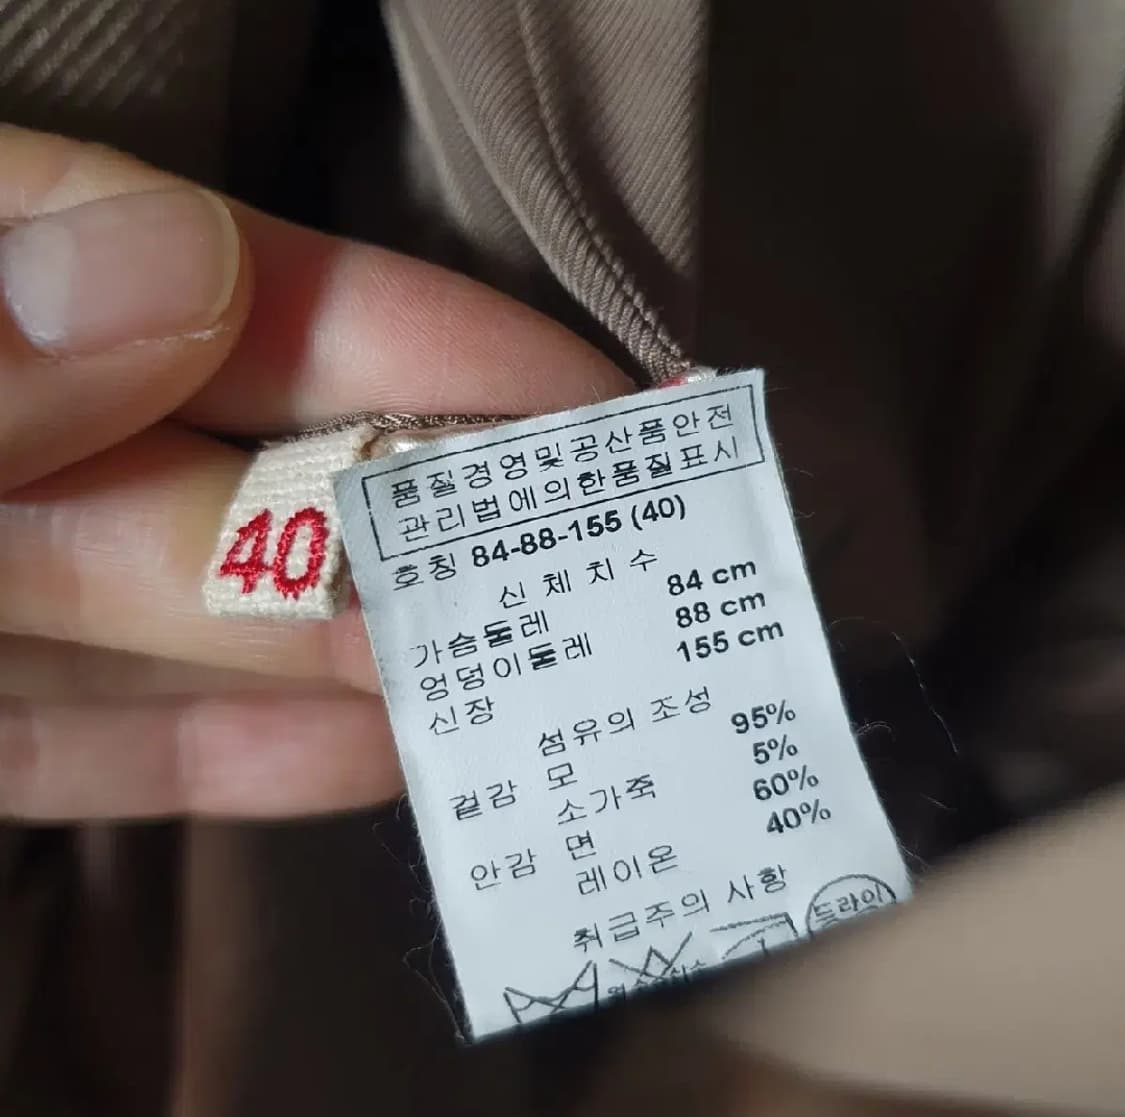 40
품질경영및공산품안전
관리법에의한품질표시
호칭 84-88-155 (40)
신체치수
가슴둘레 84 cm
엉덩이둘레 88 cm
신장 155 cm
섬유의 조성
겉감 모 95%
소가죽 5%
안감 면 60%
레이온 40%
취급주의 사항
드라이